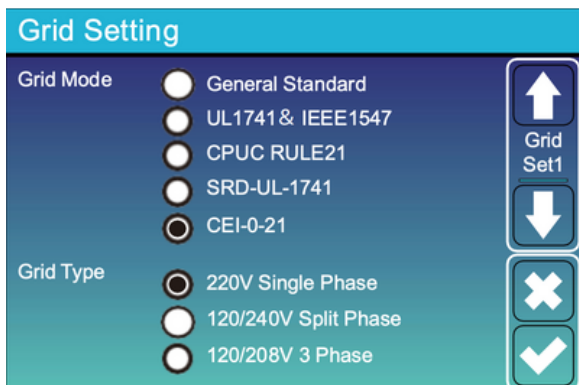 Grid Setting
Grid Mode
General Standard
UL1741& IEEE1547
CPUC RULE21
SRD-UL-1741
CEI-0-21
Grid Type
220V Single Phase
120/240V Split Phase
120/208V 3 Phase
Grid
Set1